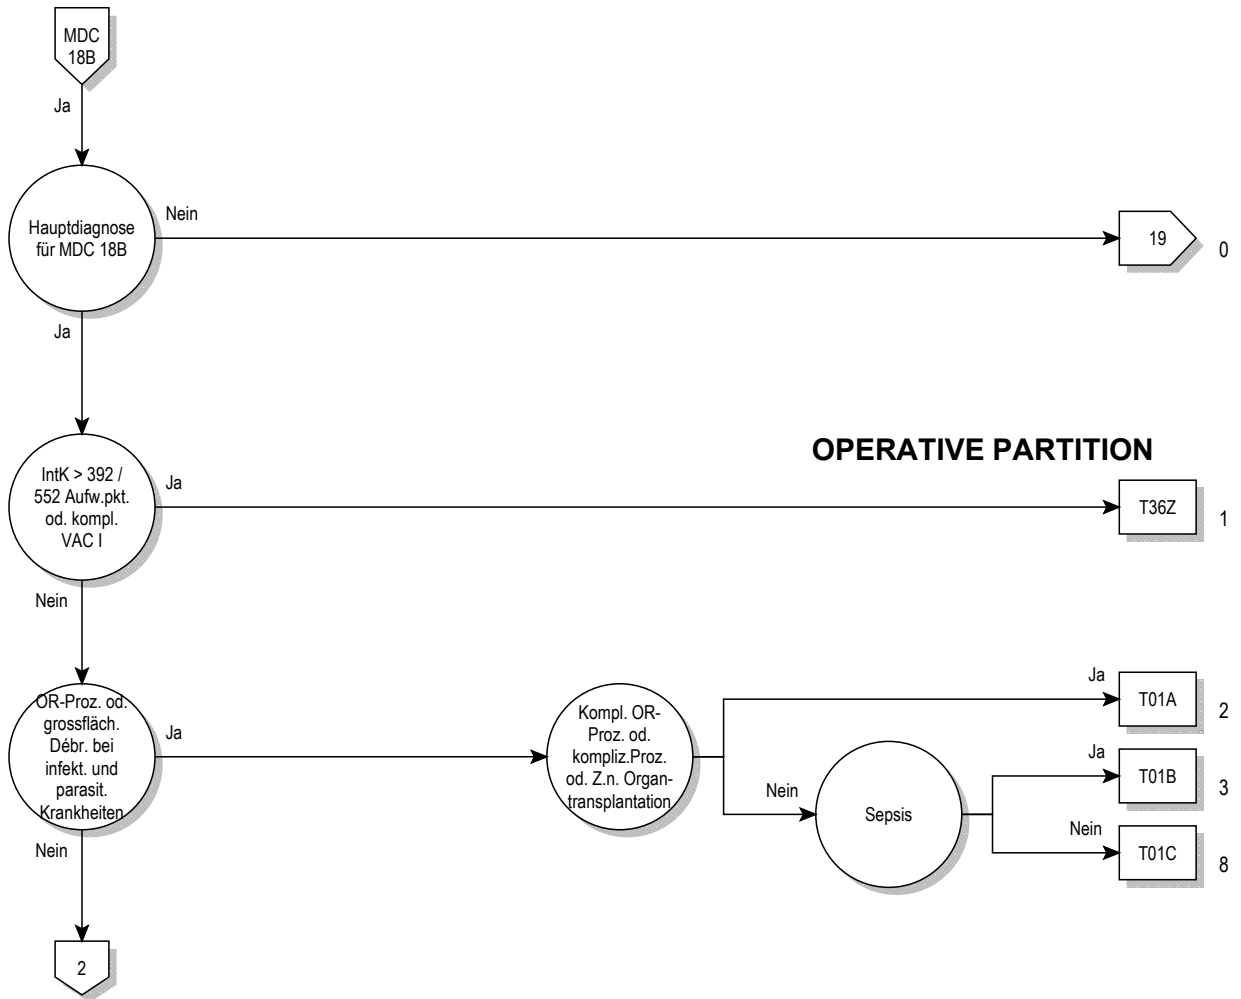 MDC
18B
Ja
Hauptdiagnose
für MDC 18B
Nein
19
0
Ja
OPERATIVE PARTITION
IntK > 392 /
552 Aufw.pkt.
od. kompl.
VAC I
Ja
T36Z
1
Nein
OR-Proz. od.
grossfläch.
Débr. bei
infekt. und
parasit.
Krankheiten
Ja
Kompl. OR-
Proz. od.
kompliz.Proz.
od. Z.n. Organ-
transplantation
Ja
T01A
2
Nein
Sepsis
Ja
T01B
3
Nein
T01C
8
Nein
2